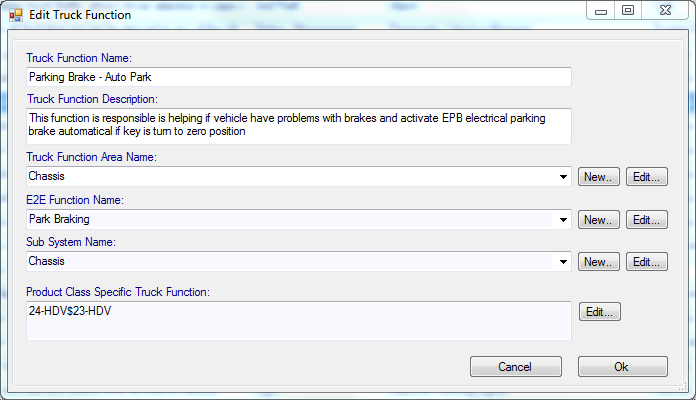 Edit Truck Function
Truck Function Name:
Parking Brake - Auto Park
Truck Function Description:
This function is responsible is helping if vehicle have problems with brakes and activate EPB electrical parking
brake automatical if key is turn to zero position
Truck Function Area Name:
Chassis
New..
Edit...
E2E Function Name:
Park Braking
New..
Edit...
Sub System Name:
Chassis
New..
Edit...
Product Class Specific Truck Function:
24-HDV$23-HDV
Edit...
Cancel
Ok